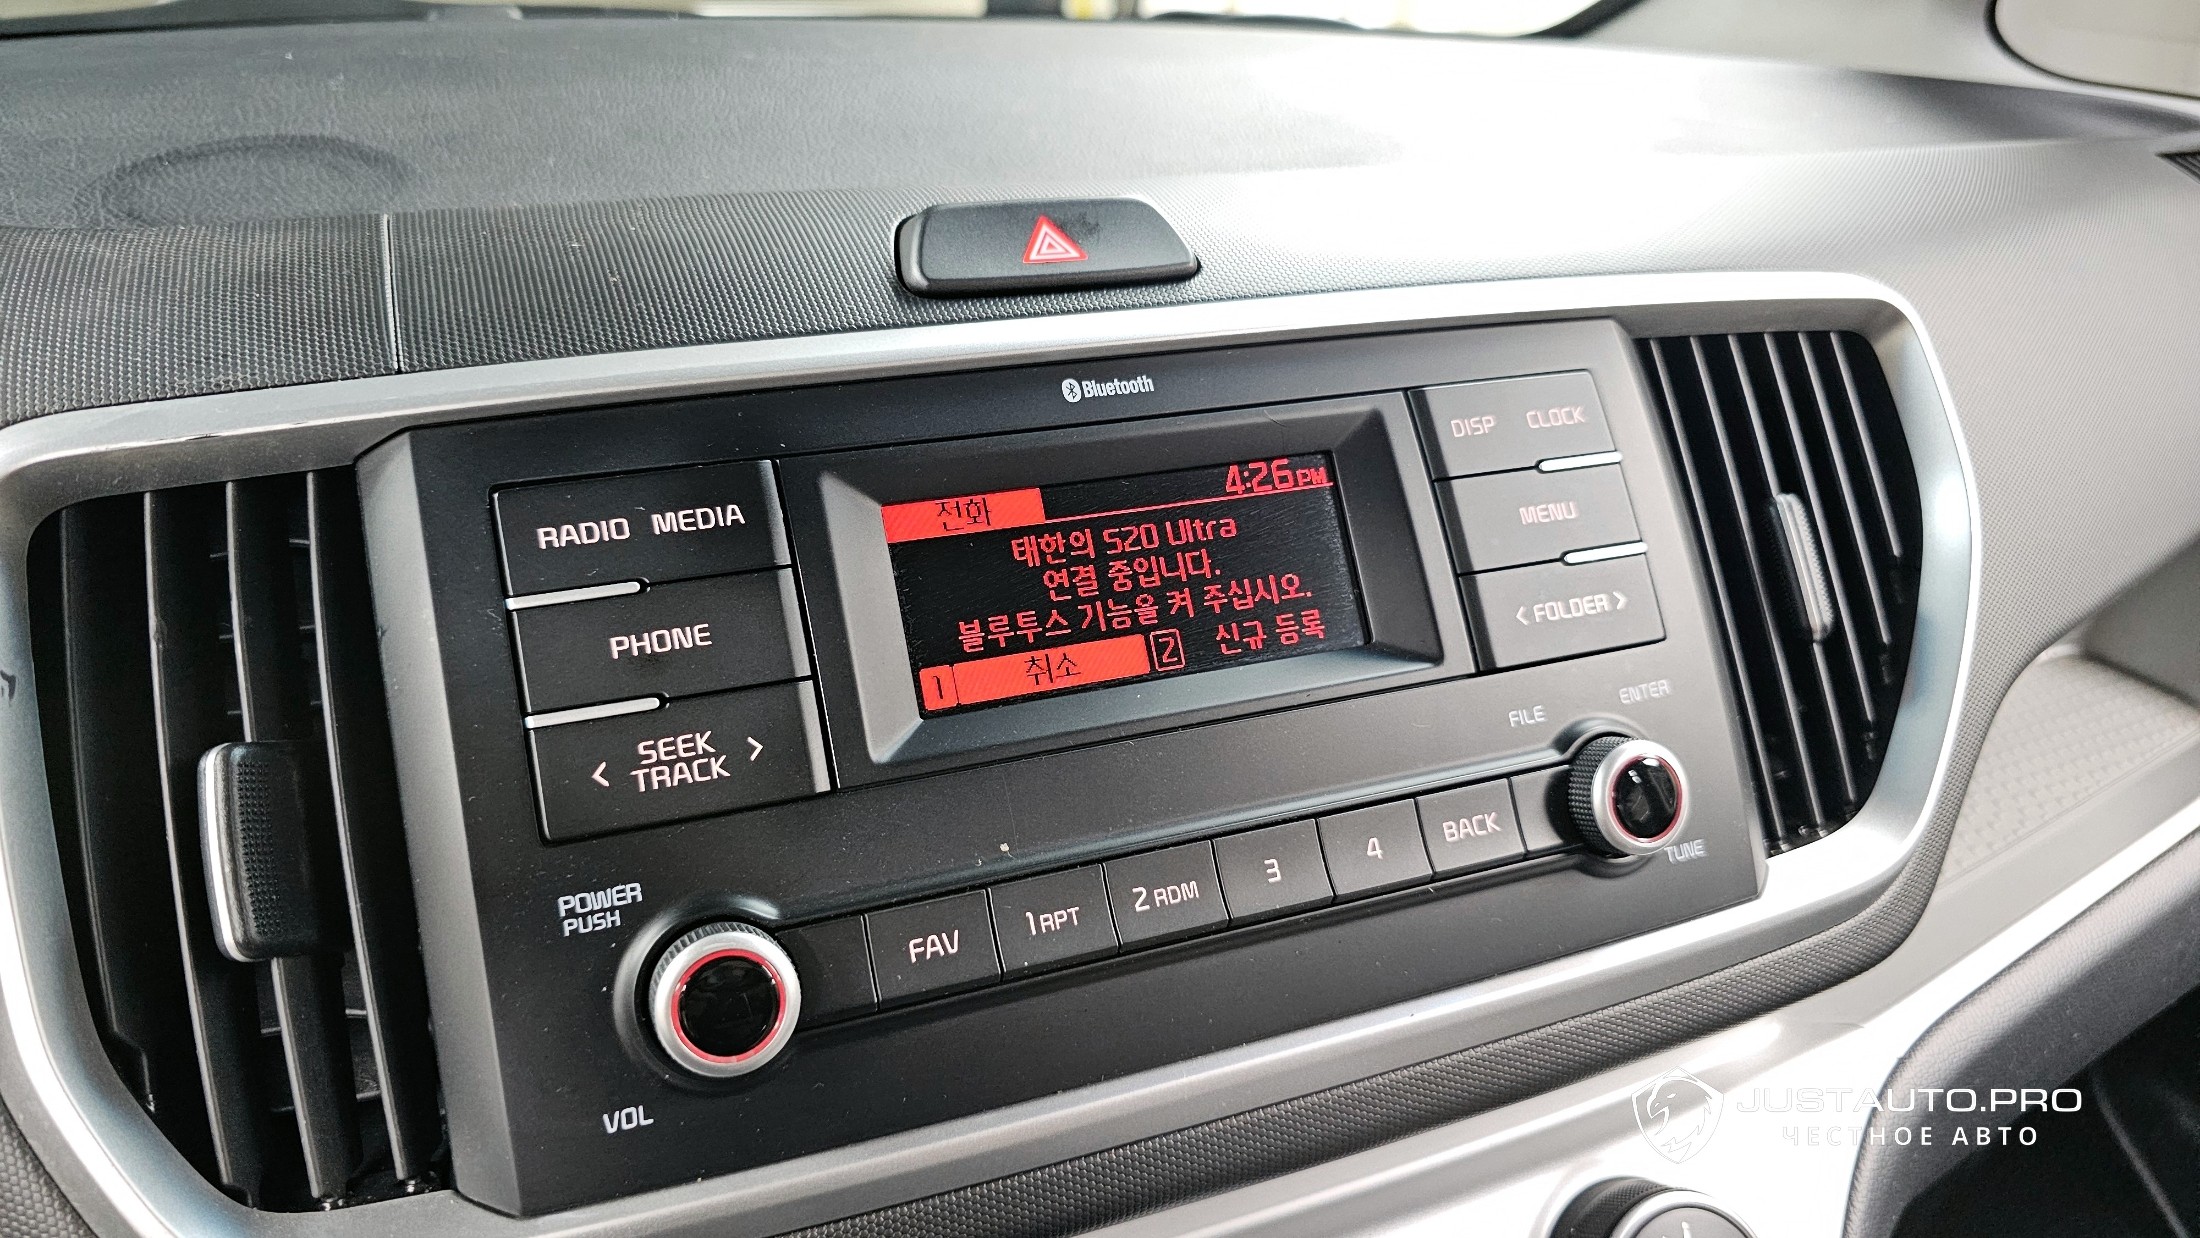 Bluetooth
RADIO MEDIA
PHONE
< SEEK TRACK >
전화
4:26PM
태한의 S20 Ultra
연결 중입니다.
블루투스 기능을 켜 주십시오.
1 취소 2 신규 등록
DISP CLOCK
MENU
< FOLDER >
FILE
ENTER
TUNE
POWER
PUSH
VOL
FAV 1 RPT 2 RDM 3 4 BACK
JUSTAUTO.PRO
ЧЕСТНОЕ АВТО